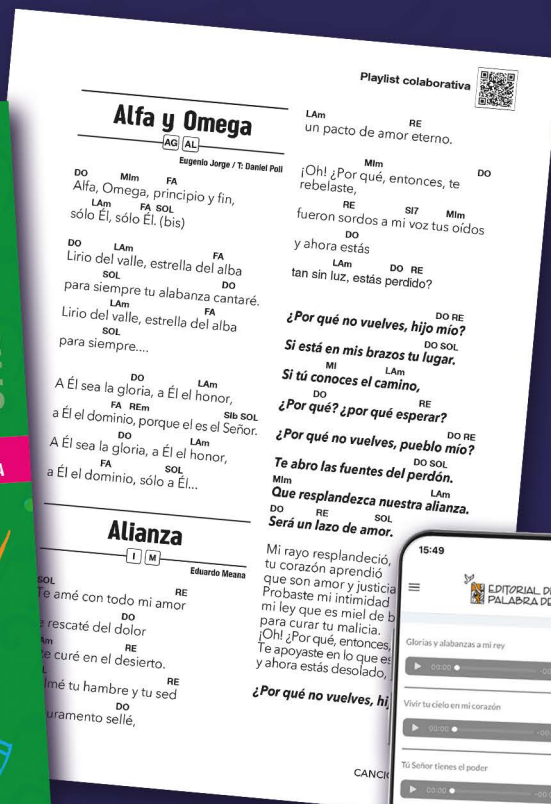 Playlist colaborativa
Alfa y Omega
AG AL
Eugenio Jorge / T: Daniel Poli
DO MIm FA
Alfa, Omega, principio y fin,
LAm FA SOL
sólo Él, sólo Él. (bis)
DO LAm FA
Lirio del valle, estrella del alba
SOL DO
para siempre tu alabanza cantaré.
LAm FA
Lirio del valle, estrella del alba
SOL
para siempre....
DO LAm
A Él sea la gloria, a Él el honor,
FA REm SIb SOL
a Él el dominio, porque el es el Señor.
DO LAm
A Él sea la gloria, a Él el honor,
FA SOL
a Él el dominio, sólo a Él...
Alianza
I M
Eduardo Meana
SOL RE
Te amé con todo mi amor
DO
rescaté del dolor
RE
te curé en el desierto.
RE
tu hambre y tu sed
DO
sellé,
LAm RE
un pacto de amor eterno.
MIm DO
¡Oh! ¿Por qué, entonces, te
rebelaste,
RE SI7 MIm
fueron sordos a mi voz tus oídos
DO
y ahora estás
LAm DO RE
tan sin luz, estás perdido?
DO RE
¿Por qué no vuelves, hijo mío?
DO SOL
Si está en mis brazos tu lugar.
MI LAm
Si tú conoces el camino,
DO RE
¿Por qué? ¿por qué esperar?
DO RE
¿Por qué no vuelves, pueblo mío?
DO SOL
Te abro las fuentes del perdón.
MIm LAm
Que resplandezca nuestra alianza.
DO RE SOL
Será un lazo de amor.
Mi rayo resplandeció,
tu corazón aprendió
que son amor y justicia
Probaste mi intimidad
mi ley que es miel de
para curar tu malicia.
¡Oh! ¿Por qué, entonces,
Te apoyaste en lo que
y ahora estás desolado,
¿Por qué no vuelves,
15:49
EDITORIAL
PALABRA
Glorias y alabanzas a mi rey
00:00
Vivir tu cielo en mi corazón
00:00
Tú Señor tienes el poder
00:00